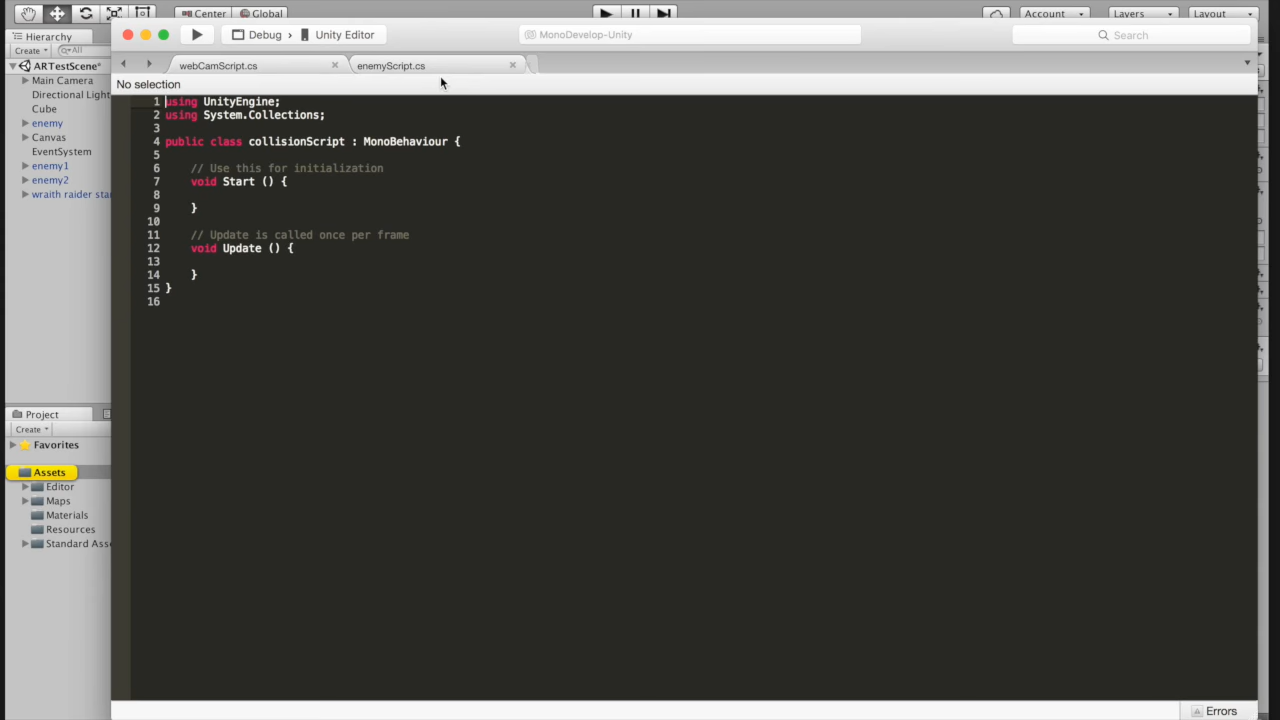 Center
Global
Account
Layers
Layout
Hierarchy
Create
All
ARTestScene*
Main Camera
Directional Light
Cube
enemy
Canvas
EventSystem
enemy1
enemy2
wraith raider sta
Project
Create
Favorites
Assets
Editor
Maps
Materials
Resources
Standard Ass
Debug › Unity Editor
MonoDevelop-Unity
Search
webCamScript.cs
enemyScript.cs
No selection
1 using UnityEngine;
2 using System.Collections;
3
4 public class collisionScript : MonoBehaviour {
5
6 // Use this for initialization
7 void Start () {
8
9 }
10
11 // Update is called once per frame
12 void Update () {
13
14 }
15 }
16
Errors